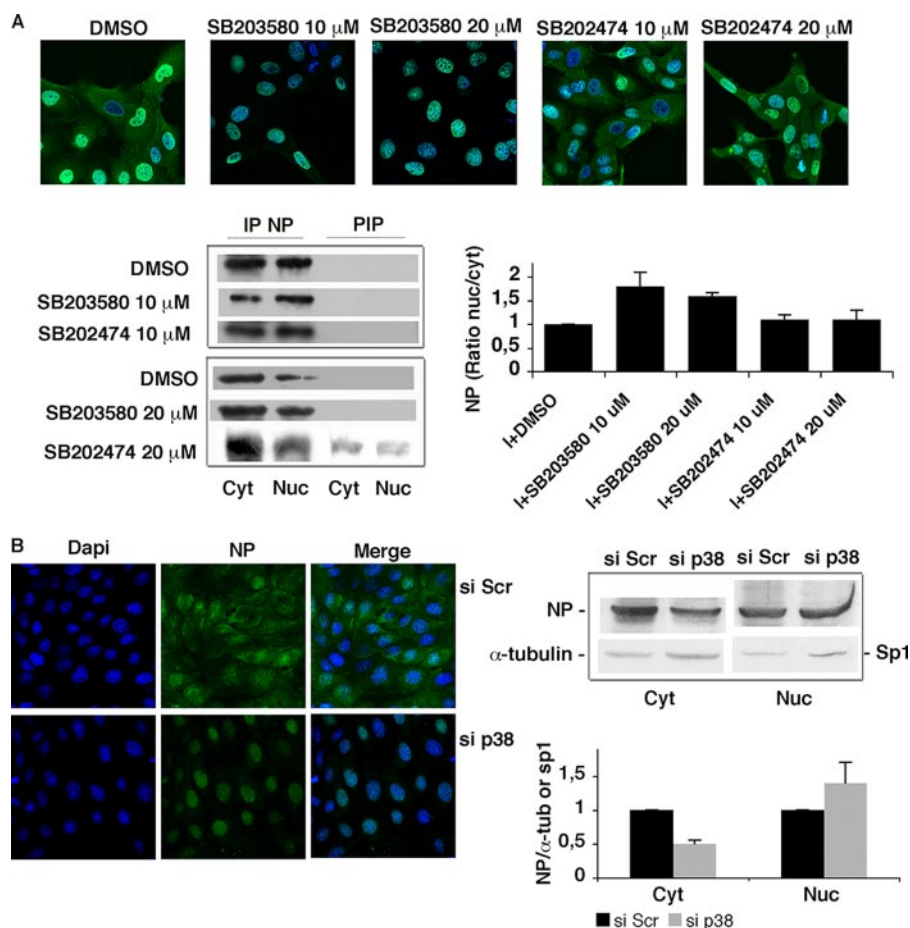 A
DMSO
SB203580 10 μM
SB203580 20 μM
SB202474 10 μM
SB202474 20 μM
IP NP
PIP
DMSO
SB203580 10 μM
SB202474 10 μM
DMSO
SB203580 20 μM
SB202474 20 μM
Cyt Nuc Cyt Nuc
NP (Ratio nuc/cyt)
2
1,5
1
0,5
0
I+DMSO
I+SB203580 10 uM
I+SB203580 20 uM
I+SB202474 10 uM
I+SB202474 20 uM
B
Dapi
NP
Merge
si Scr
si p38
si Scr si p38 si Scr si p38
NP -
α-tubulin -
- Sp1
Cyt
Nuc
NP/α-tub or sp1
1,5
1
0,5
0
Cyt
Nuc
si Scr
si p38